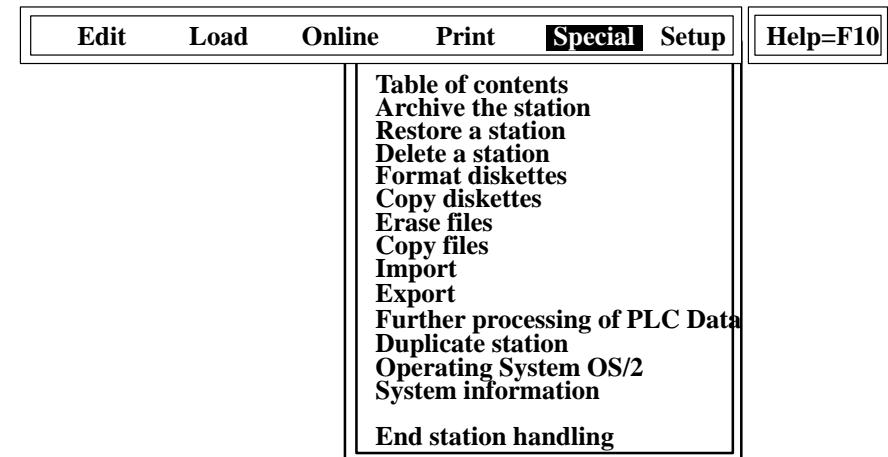 Edit Load Online Print Special Setup Help=F10
Table of contents
Archive the station
Restore a station
Delete a station
Format diskettes
Copy diskettes
Erase files
Copy files
Import
Export
Further processing of PLC Data
Duplicate station
Operating System OS/2
System information
End station handling